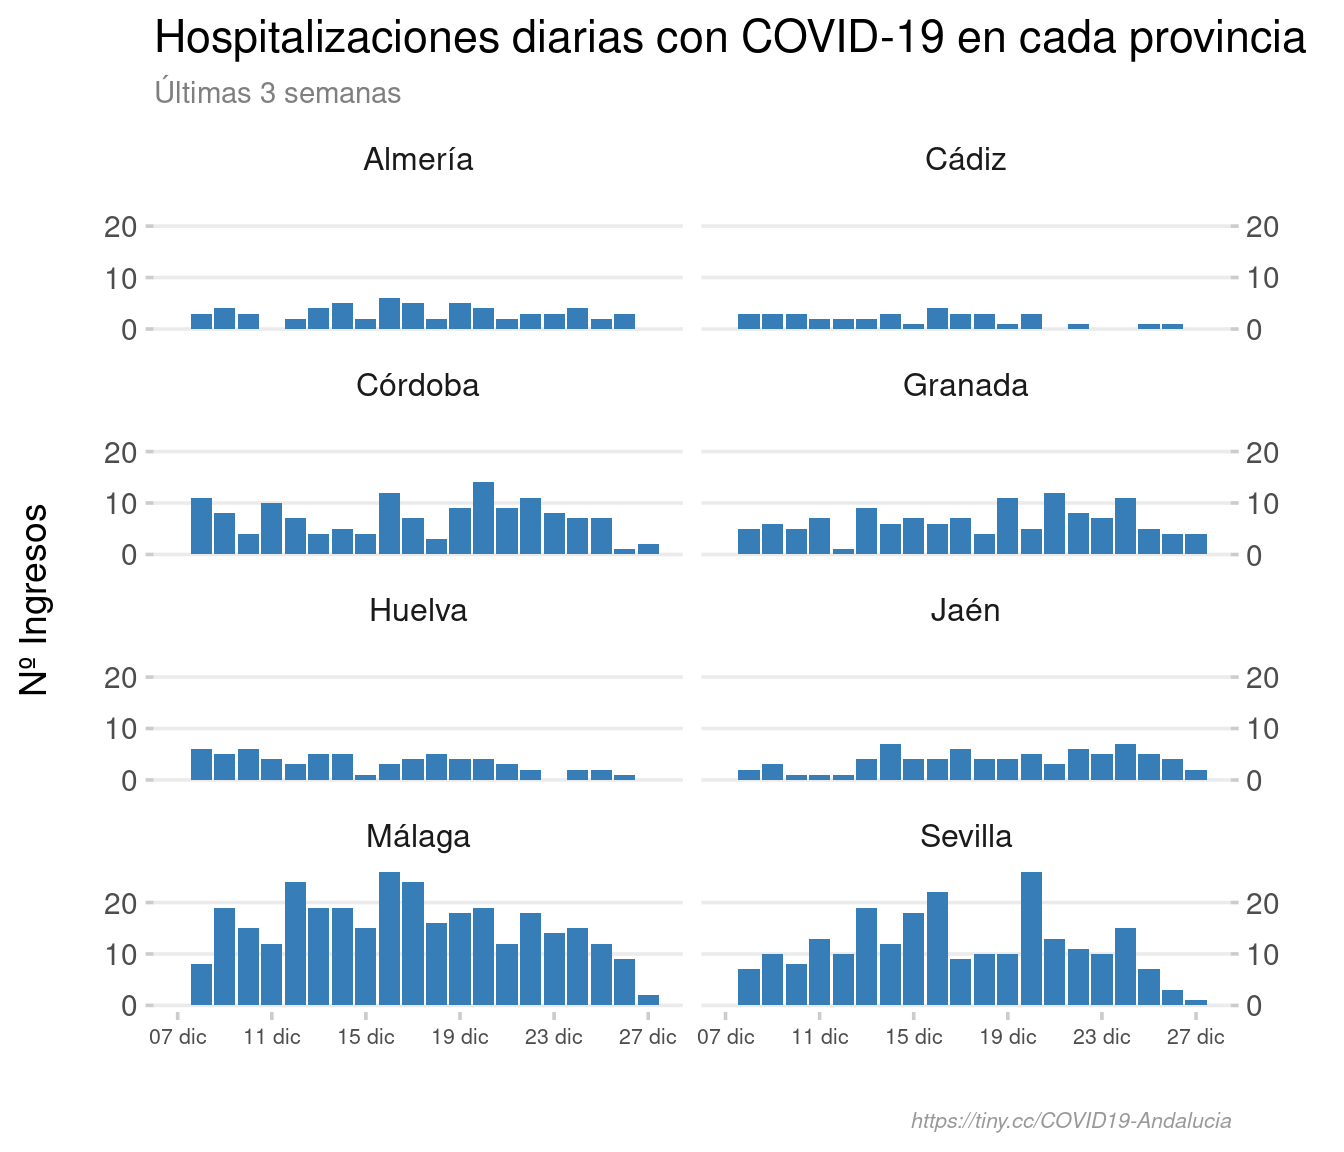 Hospitalizaciones diarias con COVID-19 en cada provincia
Últimas 3 semanas
Nº Ingresos
Almería
Cádiz
20
10
0
20
10
0
Córdoba
Granada
20
10
0
20
10
0
Huelva
Jaén
20
10
0
20
10
0
Málaga
Sevilla
20
10
0
20
10
0
07 dic 11 dic 15 dic 19 dic 23 dic 27 dic
07 dic 11 dic 15 dic 19 dic 23 dic 27 dic
https://tiny.cc/COVID19-Andalucia